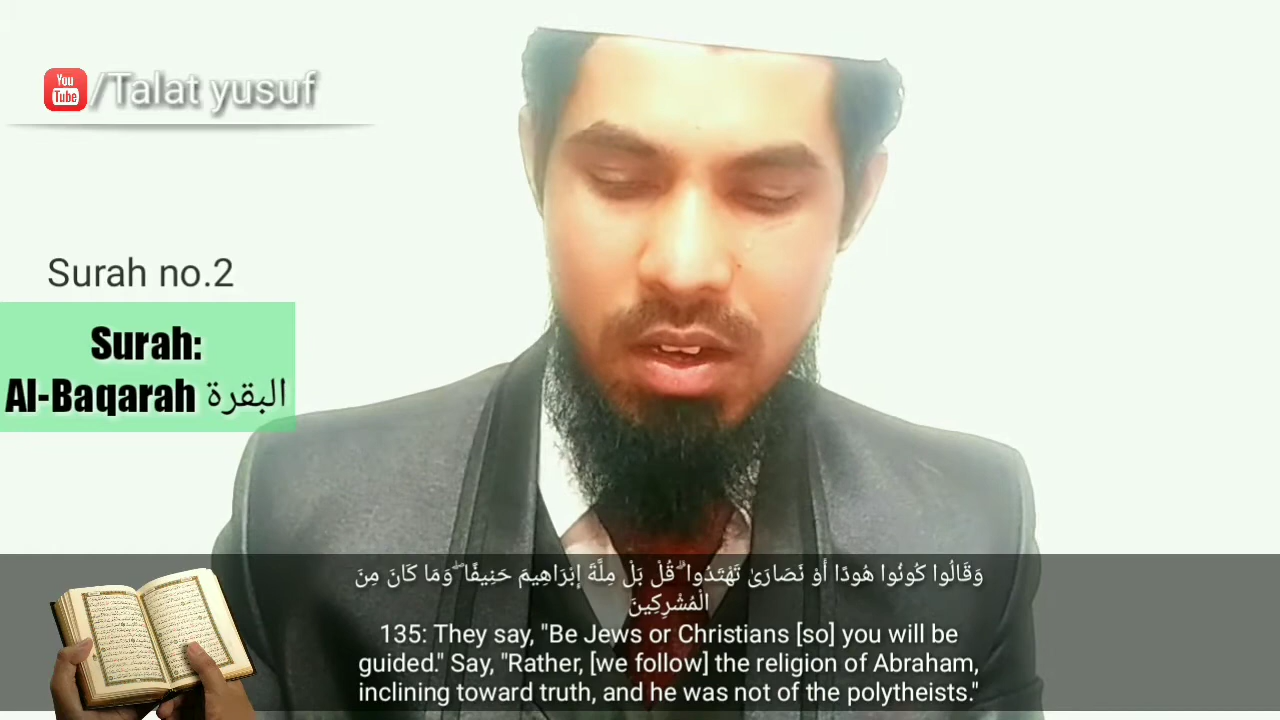 You
Tube
/Talat yusuf
Surah no.2
Surah:
Al-Baqarah البقرة
وَقَالُوا كُونُوا هُودًا أَوْ نَصَارَىٰ تَهْتَدُوا ۗ قُلْ بَلْ مِلَّةَ إِبْرَاهِيمَ حَنِيفًا ۖ وَمَا كَانَ مِنَ
الْمُشْرِكِينَ
135: They say, "Be Jews or Christians [so] you will be
guided." Say, "Rather, [we follow] the religion of Abraham,
inclining toward truth, and he was not of the polytheists."